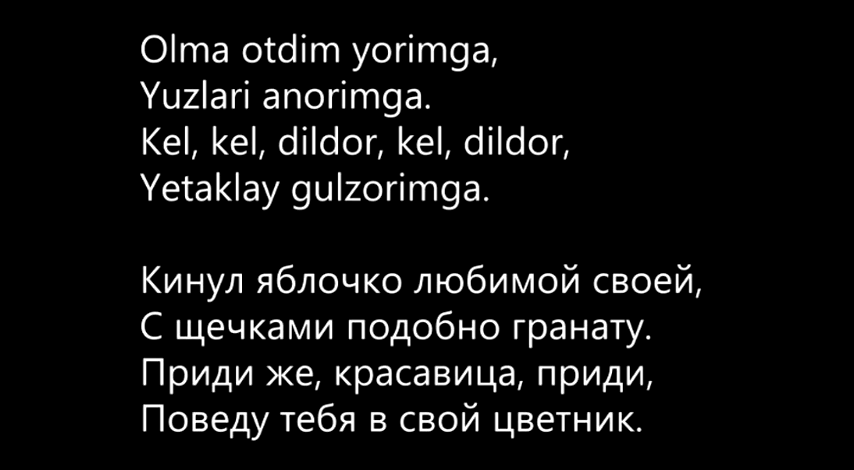 Olma otdim yorimga,
Yuzlari anorimga.
Kel, kel, dildor, kel, dildor,
Yetaklay gulzorimga.
Кинул яблочко любимой своей,
С щечками подобно гранату.
Приди же, красавица, приди,
Поведу тебя в свой цветник.